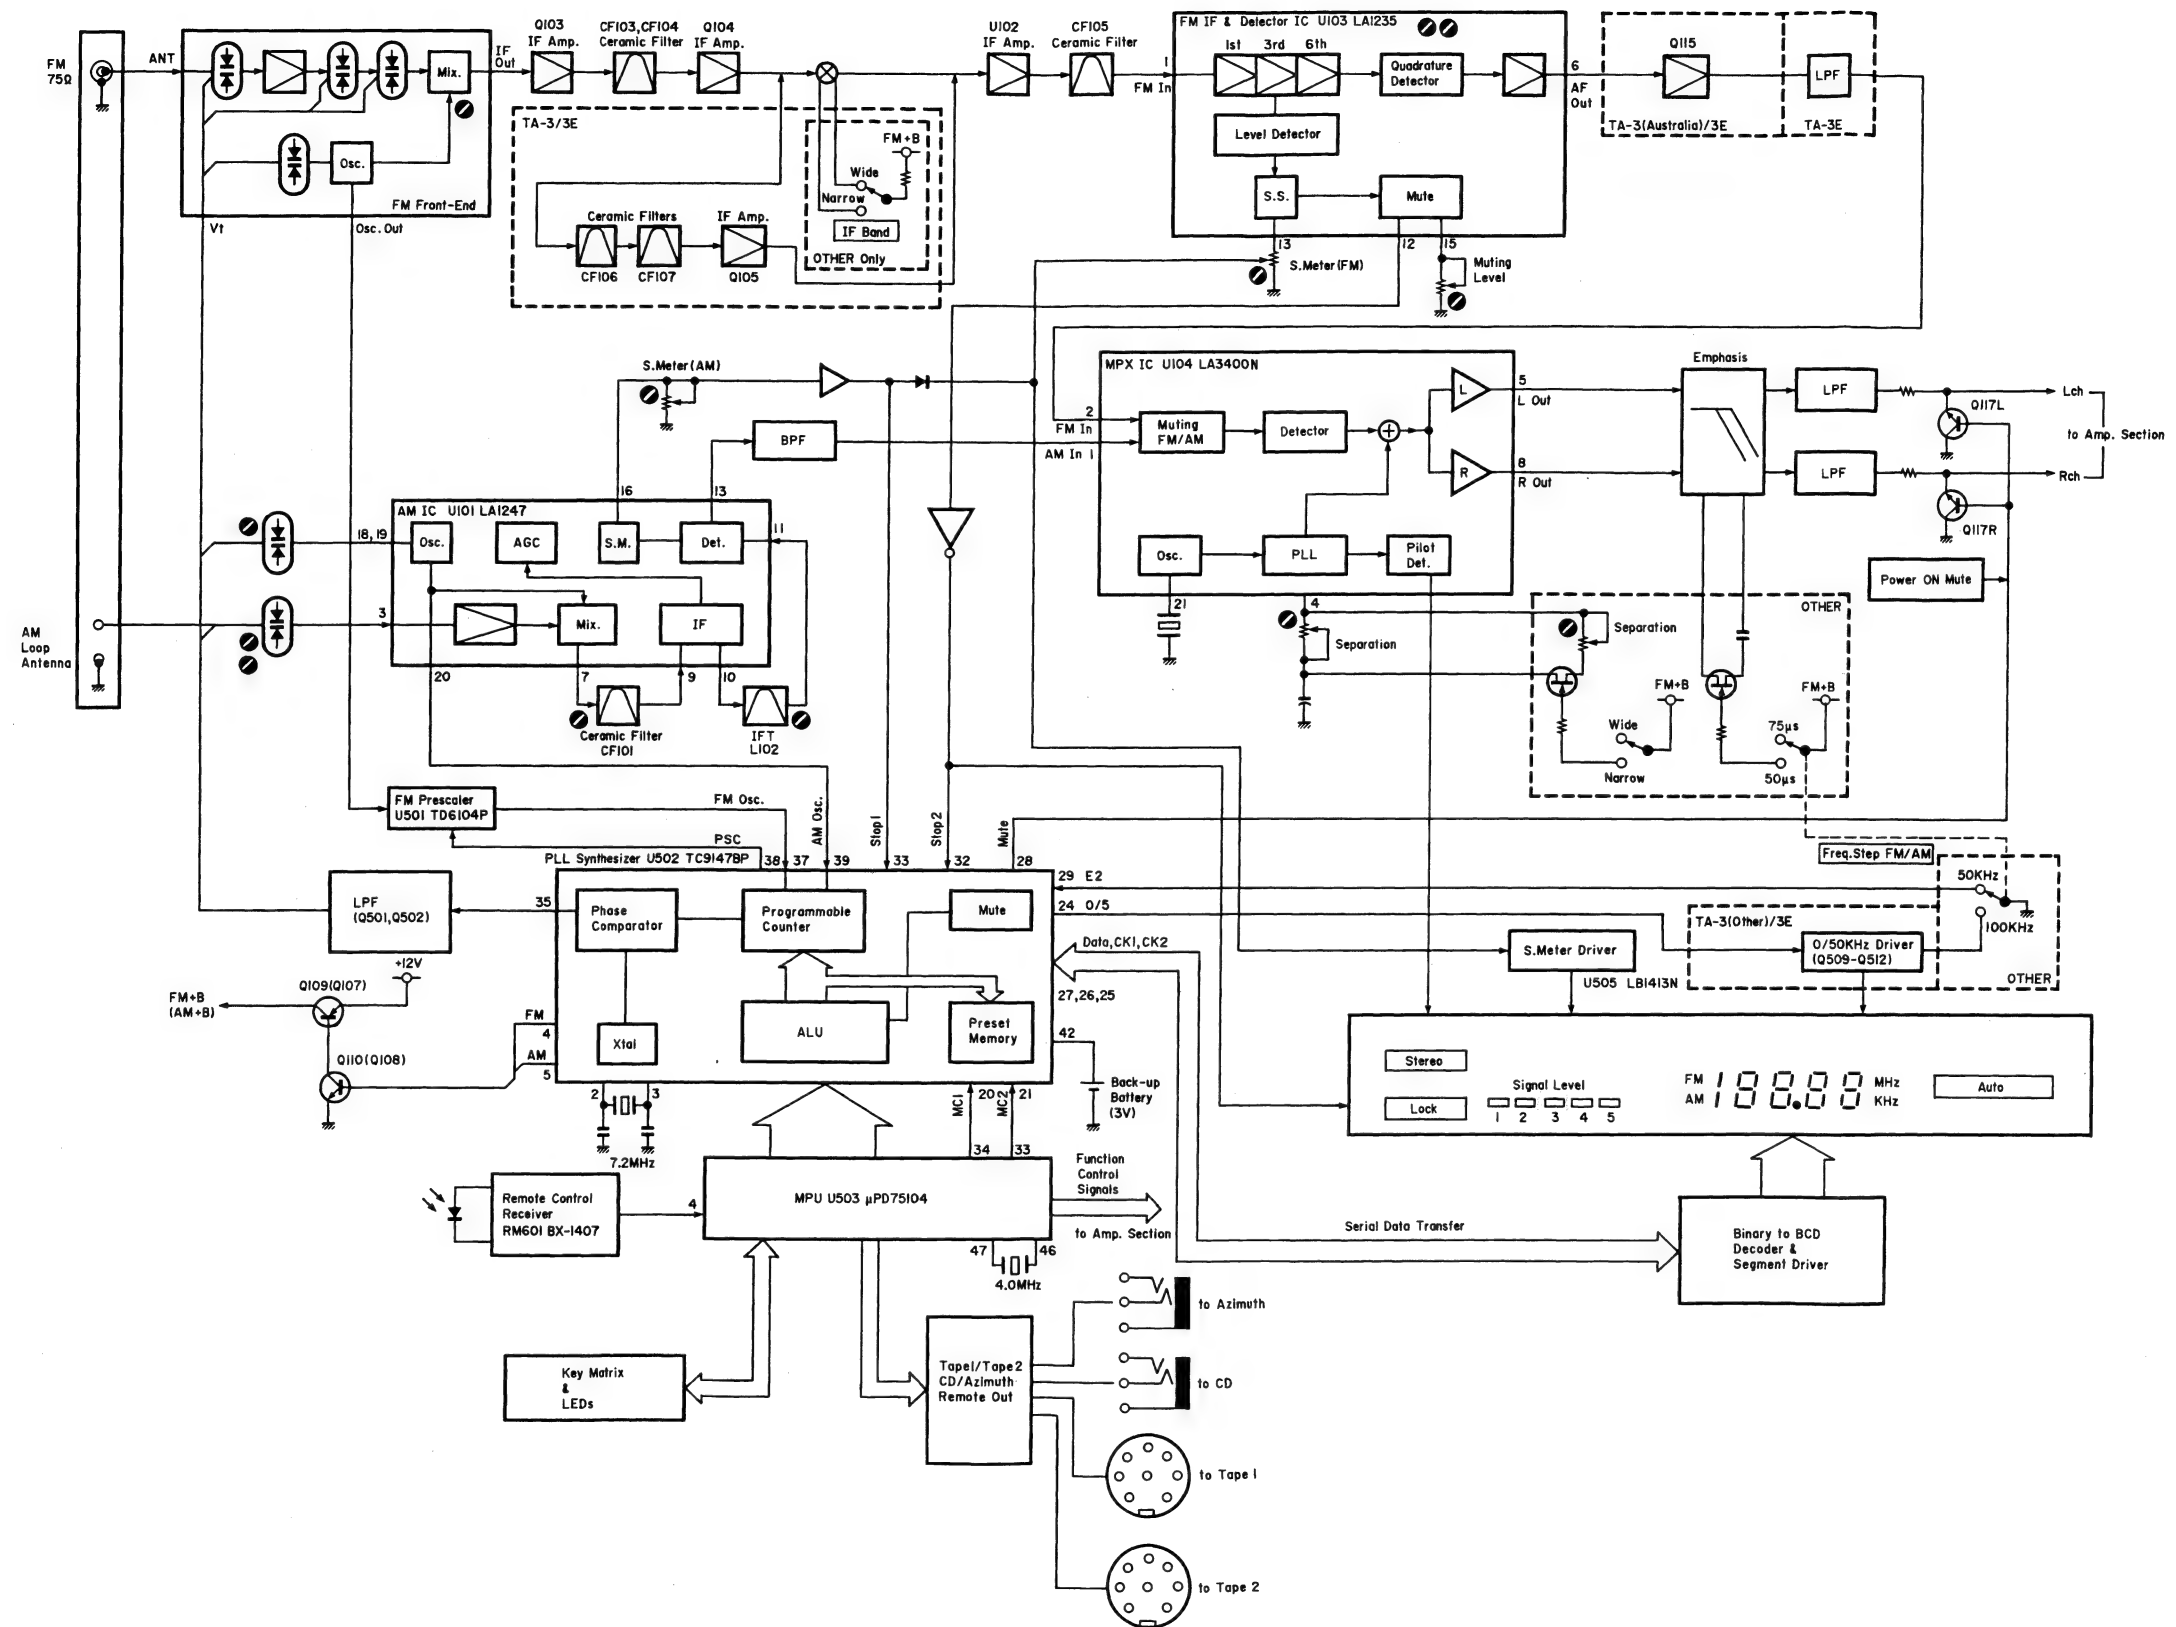 FM
75Ω
ANT
Mix.
Osc.
FM Front-End
Vt
Osc. Out
IF
Out
Q103
IF Amp.
CF103,CF104
Ceramic Filter
Q104
IF Amp.
TA-3/3E
FM+B
Wide
Narrow
IF Band
OTHER Only
Ceramic Filters
IF Amp.
CF106
CF107
Q105
U102
IF Amp.
CF105
Ceramic Filter
1
FM In
FM IF & Detector IC U103 LA1235
1st
3rd
6th
Quadrature
Detector
Level Detector
S.S.
Mute
13
12
15
S.Meter(FM)
Muting
Level
6
AF
Out
Q115
LPF
TA-3(Australia)/3E
TA-3E
S.Meter(AM)
BPF
2
FM In
AM In 1
MPX IC U104 LA3400N
Muting
FM/AM
Detector
L
R
5
L Out
8
R Out
Osc.
PLL
Pilot
Det.
21
4
Separation
Emphasis
LPF
LPF
Q117L
Q117R
Lch
to Amp. Section
Rch
Power ON Mute
OTHER
Separation
FM+B
Wide
Narrow
FM+B
75μs
50μs
16
13
AM IC U101 LA1247
11
18,19
Osc.
AGC
S.M.
Det.
3
Mix.
IF
20
7
9
10
Ceramic Filter
CF101
IFT
L102
AM
Loop
Antenna
FM Prescaler
U501 TD6104P
FM Osc.
PSC
AM Osc.
Stop1
Stop2
Mute
PLL Synthesizer U502 TC9147BP
38
37
39
33
32
28
LPF
(Q501,Q502)
35
Phase
Comparator
Programmable
Counter
Mute
ALU
Preset
Memory
Xtal
29 E2
24 0/5
Data,CK1,CK2
27,26,25
42
Back-up
Battery
(3V)
+12V
Q109(Q107)
FM+B
(AM+B)
Q110(Q108)
FM
4
AM
5
2
3
7.2MHz
MC1
20
MC2
21
34
33
Freq.Step FM/AM
50KHz
100KHz
OTHER
TA-3(Other)/3E
0/50KHz Driver
(Q509-Q512)
S.Meter Driver
U505 LB1413N
Stereo
Lock
Signal Level
1 2 3 4 5
FM
AM
188.88
MHz
KHz
Auto
Remote Control
Receiver
RM601 BX-1407
4
MPU U503 μPD75104
47
46
4.0MHz
Function
Control
Signals
to Amp. Section
Serial Data Transfer
Binary to BCD
Decoder &
Segment Driver
Key Matrix
&
LEDs
Tape1/Tape2
CD/Azimuth
Remote Out
to Azimuth
to CD
to Tape 1
to Tape 2